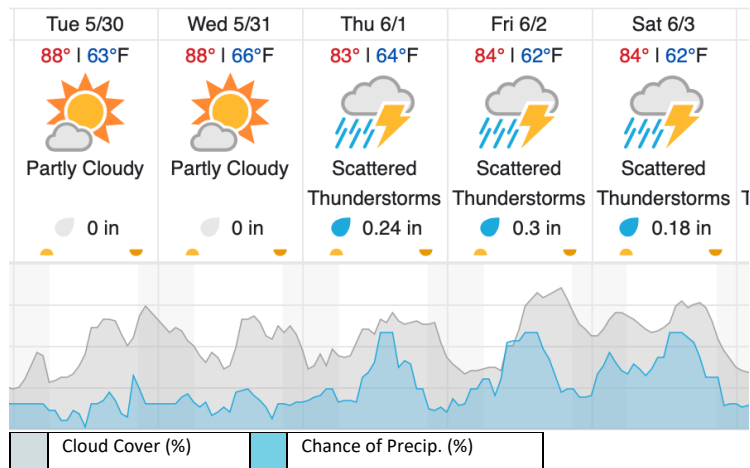 Tue 5/30 Wed 5/31 Thu 6/1 Fri 6/2 Sat 6/3
88° | 63°F 88° | 66°F 83° | 64°F 84° | 62°F 84° | 62°F
Partly Cloudy Partly Cloudy Scattered Scattered Scattered
Thunderstorms Thunderstorms Thunderstorms T
0 in 0 in 0.24 in 0.3 in 0.18 in
Cloud Cover (%) Chance of Precip. (%)